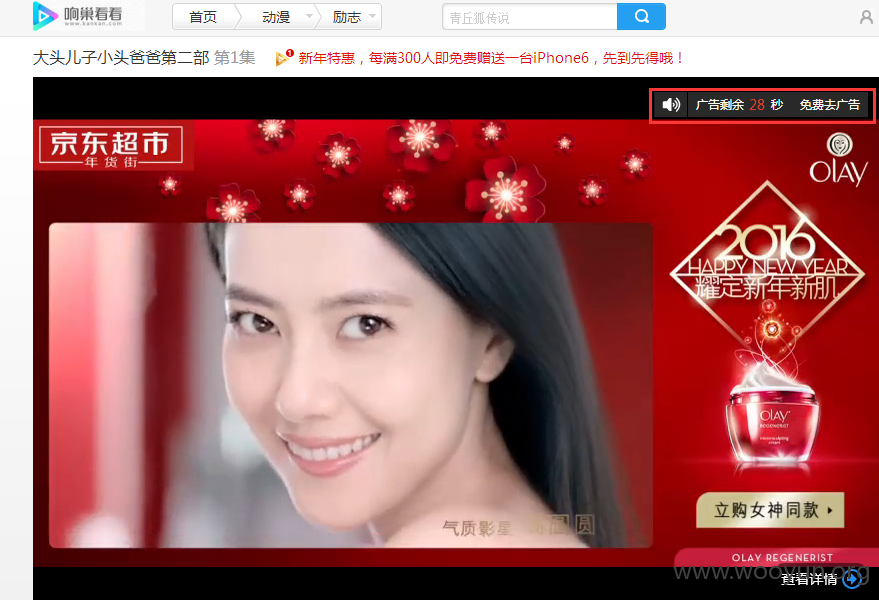 响巢看看
www.kankan.com
首页
动漫
励志
青丘狐传说
大头儿子小头爸爸第二部 第1集
1
新年特惠，每满300人即免费赠送一台iPhone6，先到先得哦！
广告剩余 28 秒 免费去广告
京东超市
年货街
OLAY
2016
HAPPY NEW YEAR
耀定新年新肌
OLAY
REGENERIST
气质影星
圆圆
立购女神同款
OLAY REGENERIST
www.wooyun.org
查看详情